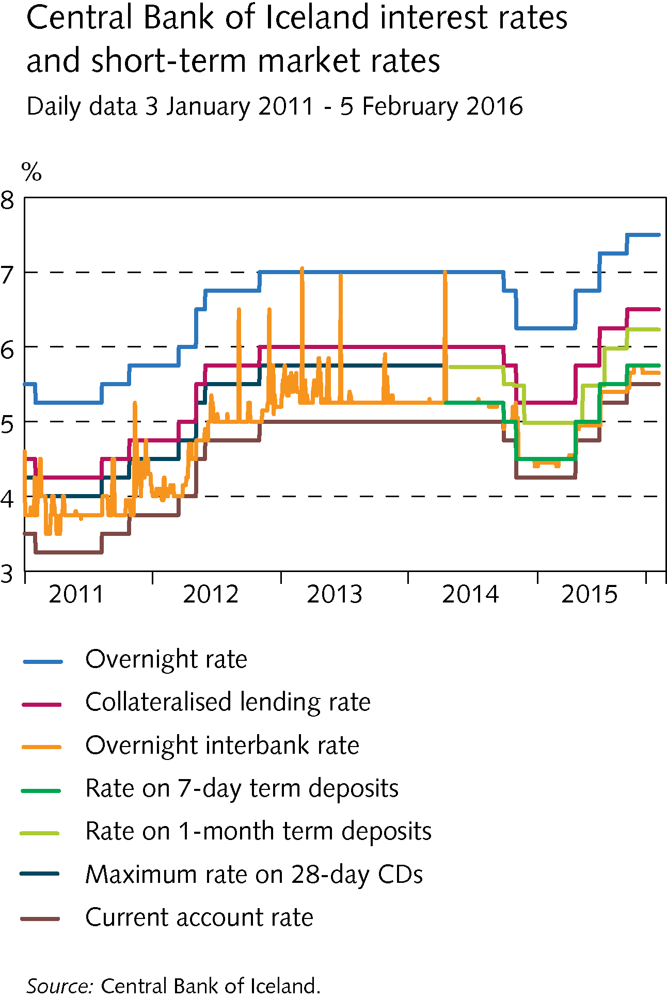 Central Bank of Iceland interest rates
and short-term market rates
Daily data 3 January 2011 - 5 February 2016
%
8
7
6
5
4
3
2011 2012 2013 2014 2015
Overnight rate
Collateralised lending rate
Overnight interbank rate
Rate on 7-day term deposits
Rate on 1-month term deposits
Maximum rate on 28-day CDs
Current account rate
Source: Central Bank of Iceland.